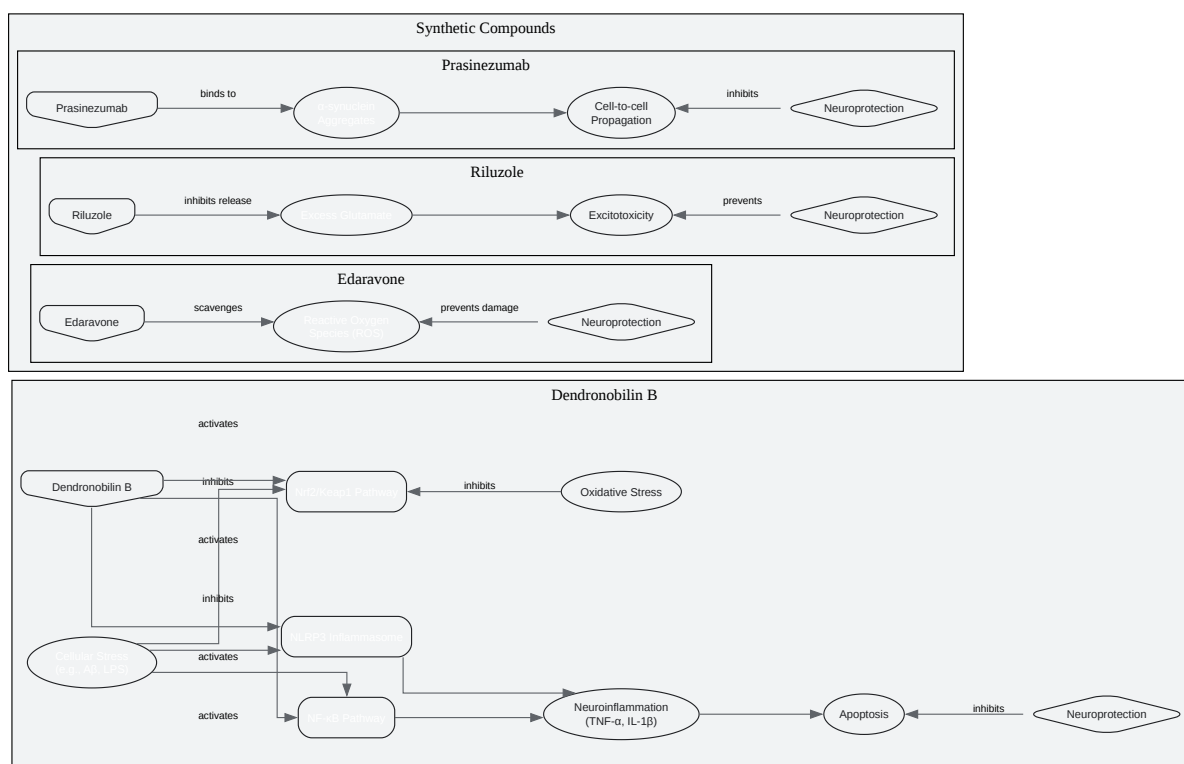 Synthetic Compounds
Prasinezumab
Prasinezumab
binds to
α-synuclein
Aggregates
Cell-to-cell
Propagation
inhibits
Neuroprotection
Riluzole
Riluzole
inhibits release
Excess Glutamate
Excitotoxicity
prevents
Neuroprotection
Edaravone
Edaravone
scavenges
Reactive Oxygen
Species (ROS)
prevents damage
Neuroprotection
Dendronobilin B
activates
Dendronobilin B
inhibits
Nrf2/Keap1 Pathway
inhibits
Oxidative Stress
activates
inhibits
NLRP3 Inflammasome
Cellular Stress
(e.g., Aβ, LPS)
activates
activates
NF-κB Pathway
Neuroinflammation
(TNF-α, IL-1β)
Apoptosis
inhibits
Neuroprotection